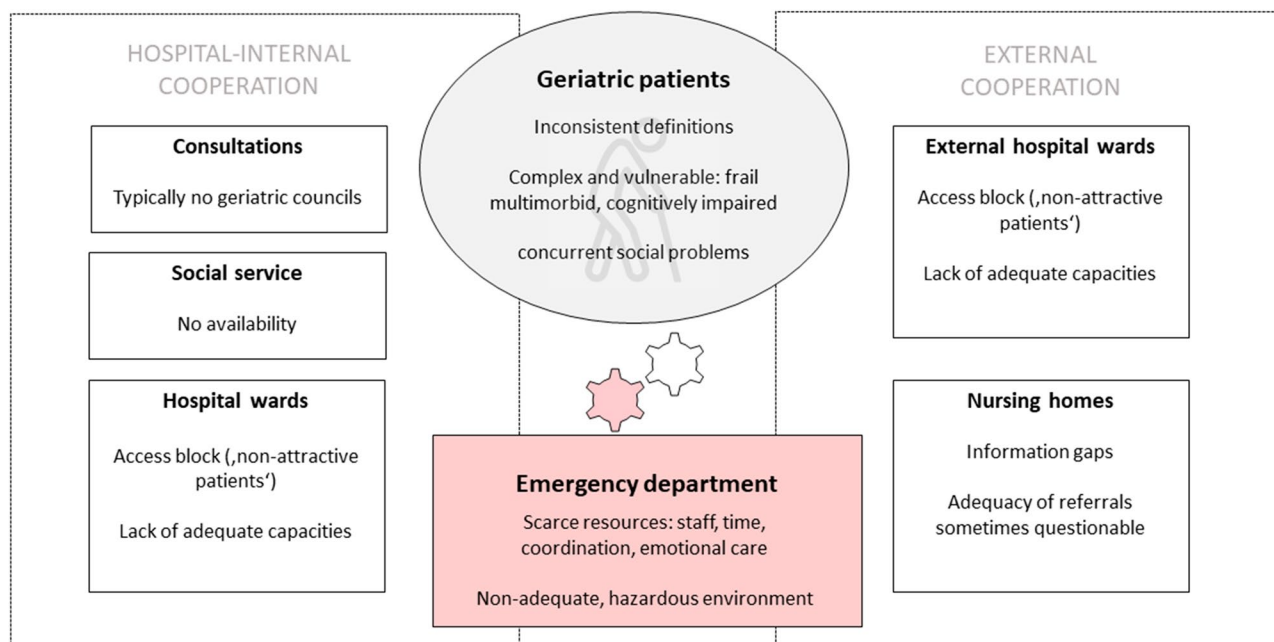 HOSPITAL-INTERNAL
COOPERATION
Consultations
Typically no geriatric councils
Social service
No availability
Hospital wards
Access block (‚non-attractive
patients‘)
Lack of adequate capacities
Geriatric patients
Inconsistent definitions
Complex and vulnerable: frail
multimorbid, cognitively impaired
concurrent social problems
Emergency department
Scarce resources: staff, time,
coordination, emotional care
Non-adequate, hazardous environment
EXTERNAL
COOPERATION
External hospital wards
Access block (‚non-attractive
patients‘)
Lack of adequate capacities
Nursing homes
Information gaps
Adequacy of referrals
sometimes questionable